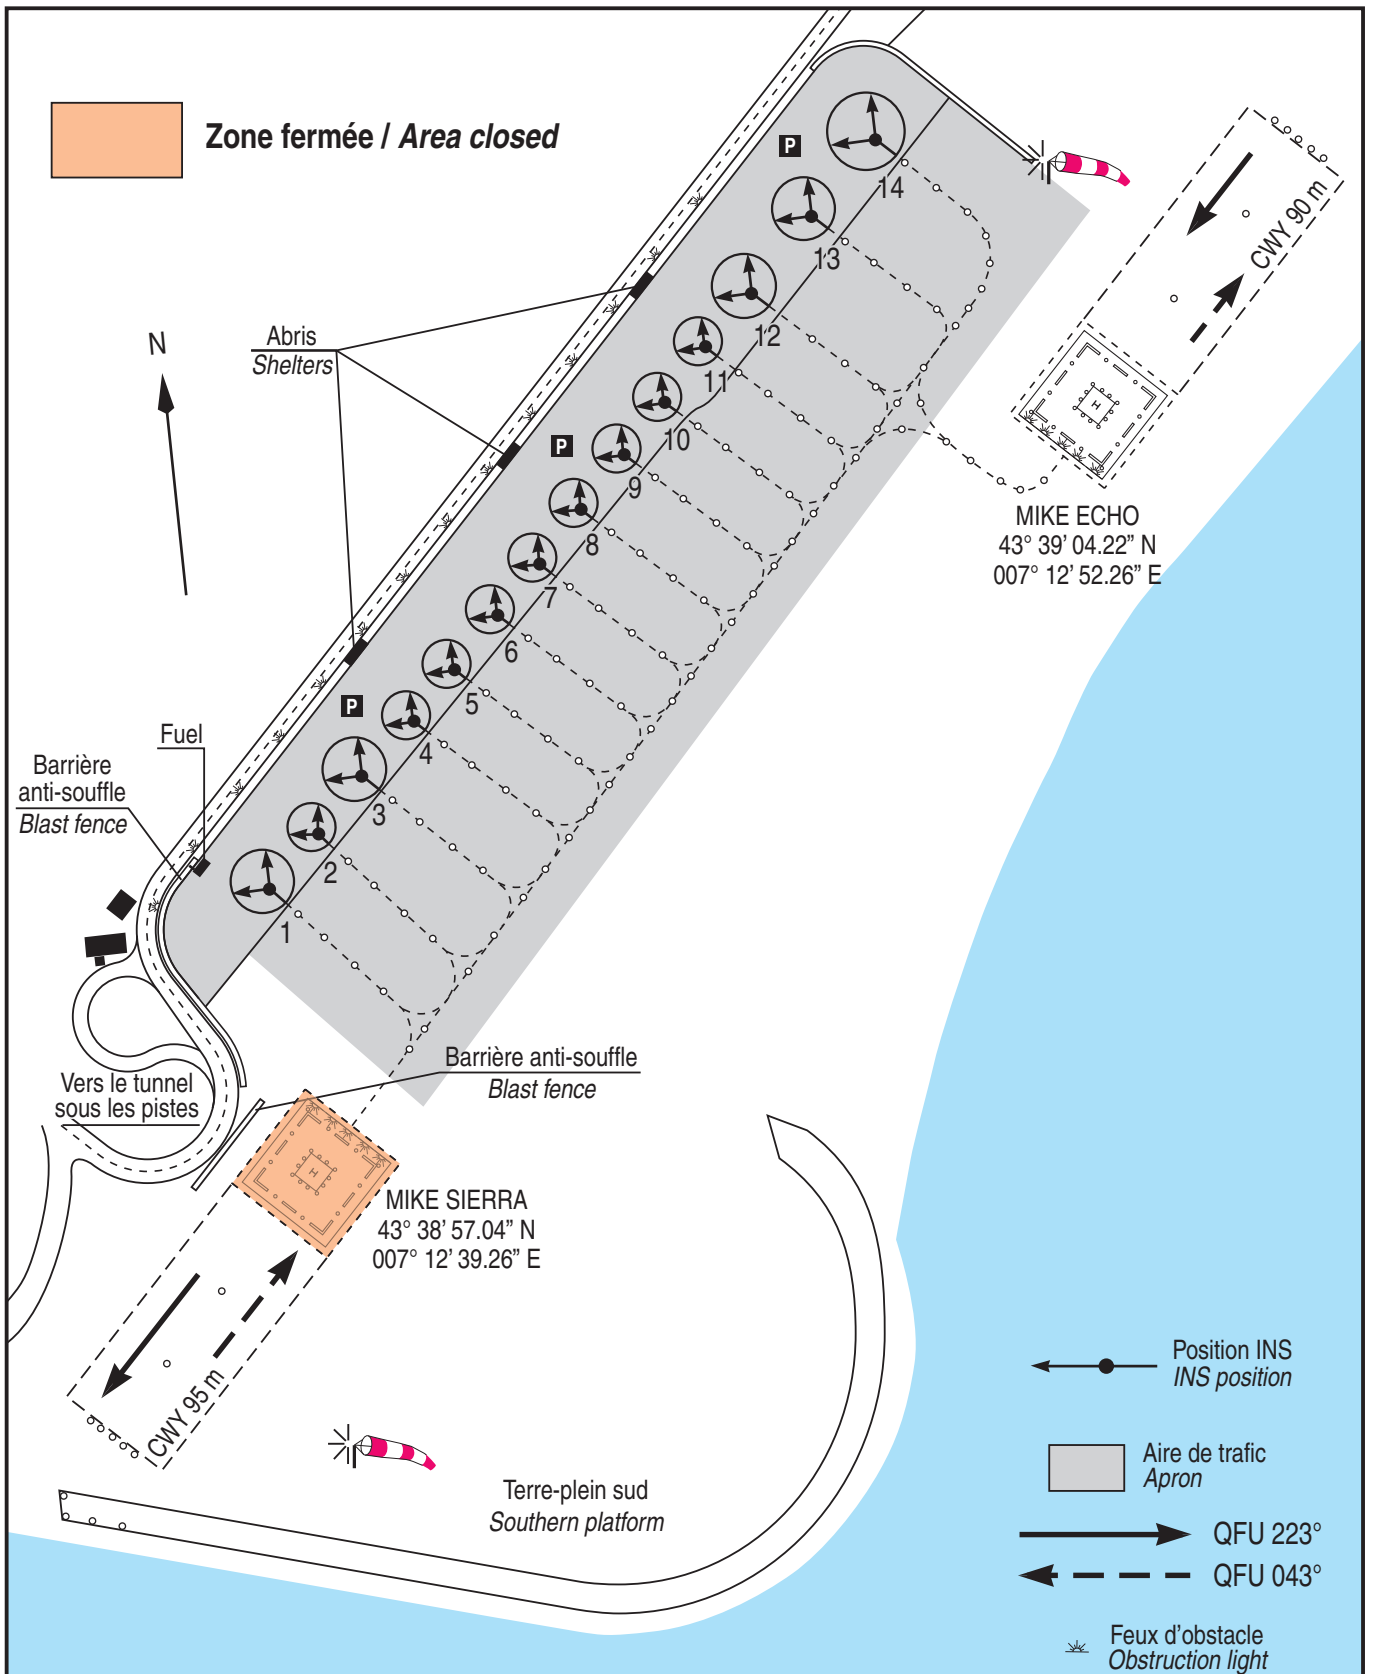 Zone fermée / Area closed
P
14
13
CWY 90 m
N
Abris
Shelters
12
11
10
H
P
9
MIKE ECHO
43° 39’ 04.22” N
007° 12’ 52.26” E
8
7
6
5
P
4
Fuel
Barrière
anti-souffle
Blast fence
3
2
1
Barrière anti-souffle
Blast fence
Vers le tunnel
sous les pistes
H
MIKE SIERRA
43° 38’ 57.04” N
007° 12’ 39.26” E
CWY 95 m
Position INS
INS position
Aire de trafic
Apron
Terre-plein sud
Southern platform
QFU 223°
QFU 043°
Feux d'obstacle
Obstruction light